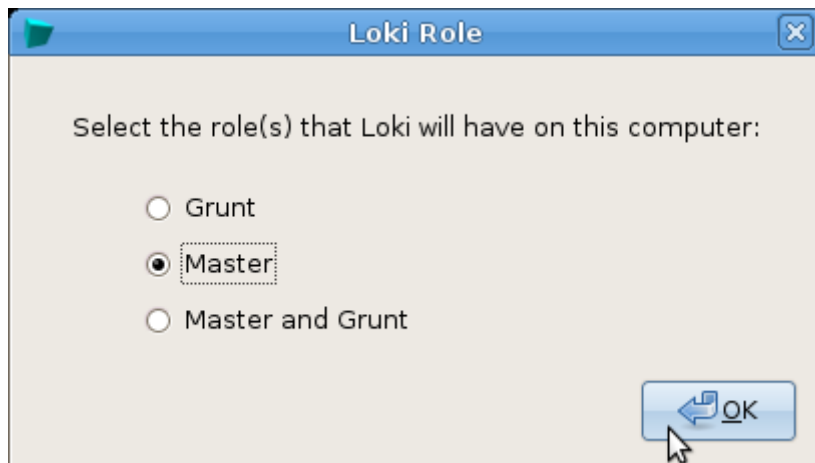 Loki Role
Select the role(s) that Loki will have on this computer:
Grunt
Master
Master and Grunt
OK